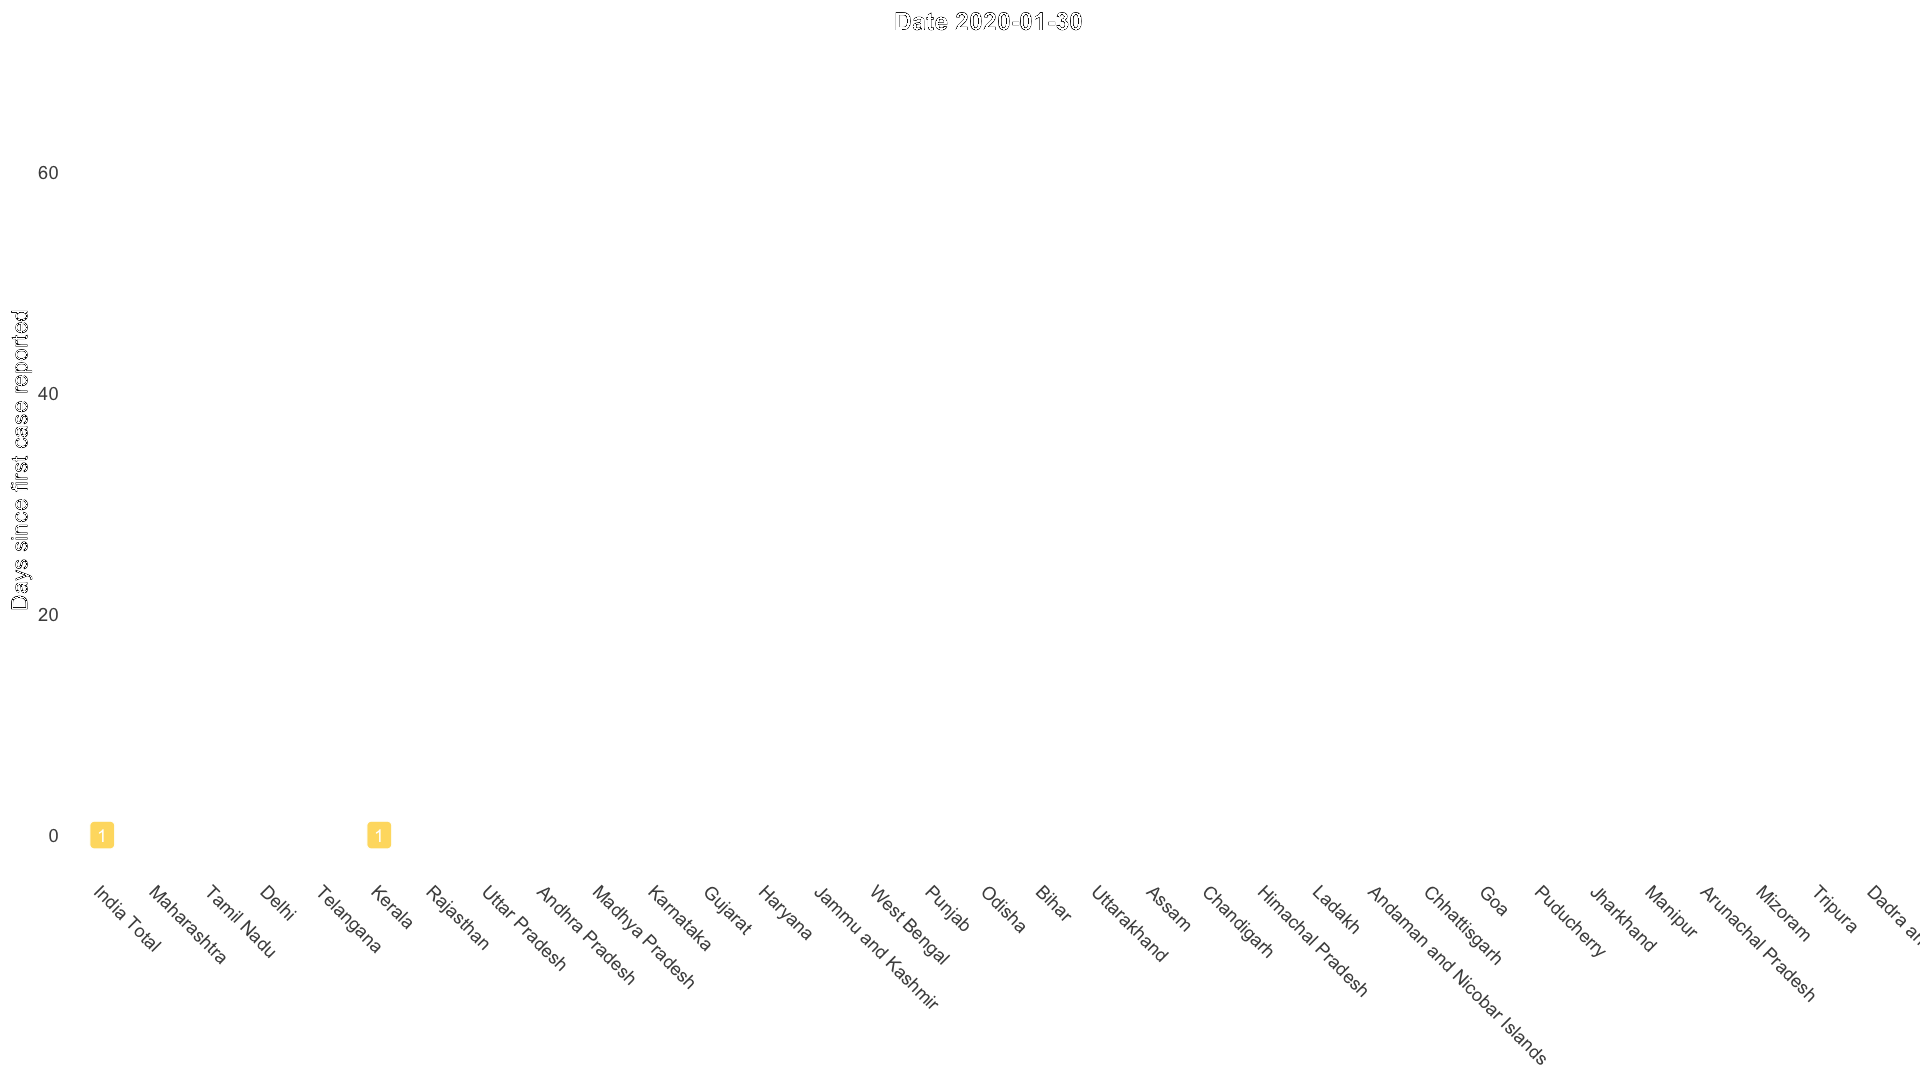 Date 2020-01-30
Days since first case reported
60
40
20
0
1
1
India Total
Maharashtra
Tamil Nadu
Delhi
Telangana
Kerala
Rajasthan
Uttar Pradesh
Andhra Pradesh
Madhya Pradesh
Karnataka
Gujarat
Haryana
Jammu and Kashmir
West Bengal
Punjab
Odisha
Bihar
Uttarakhand
Assam
Chandigarh
Himachal Pradesh
Ladakh
Andaman and Nicobar Islands
Chhattisgarh
Goa
Puducherry
Jharkhand
Manipur
Arunachal Pradesh
Mizoram
Tripura
Dadra